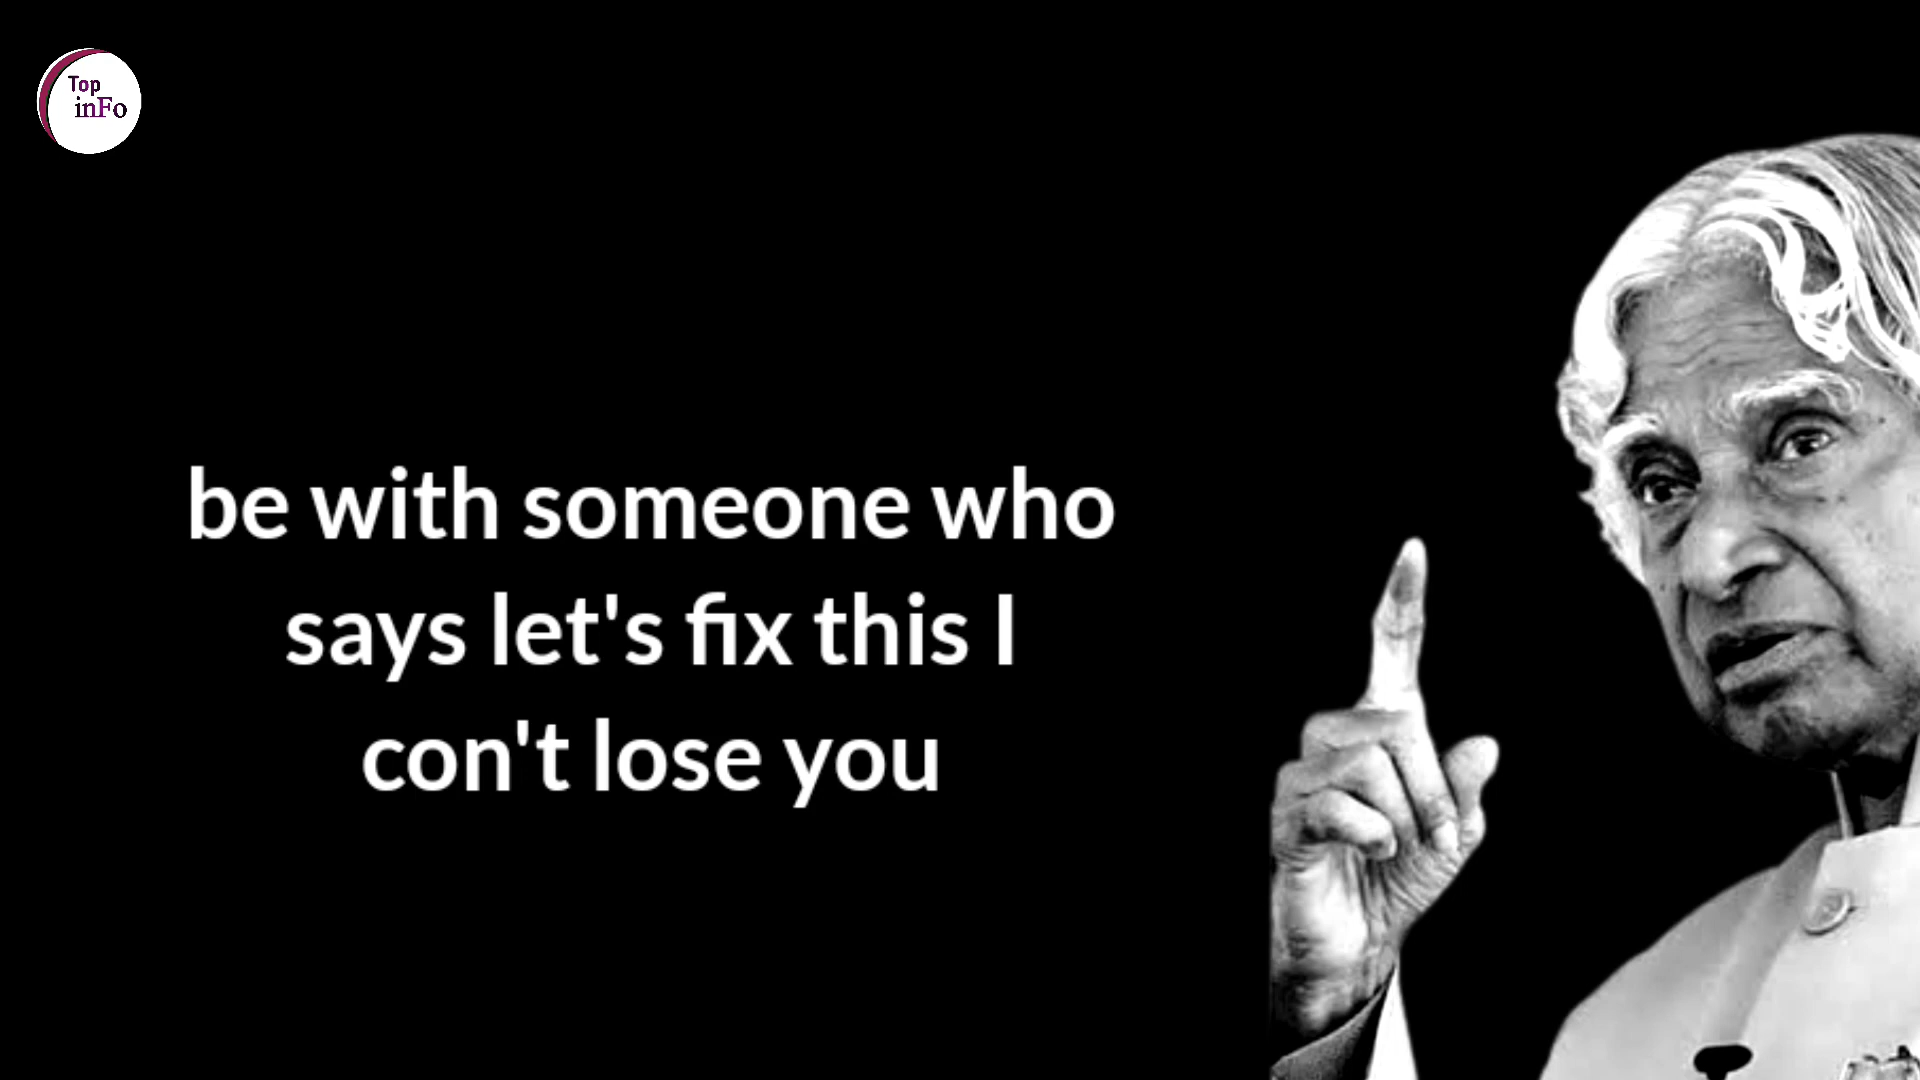 Top
inFo
be with someone who
says let's fix this I
con't lose you